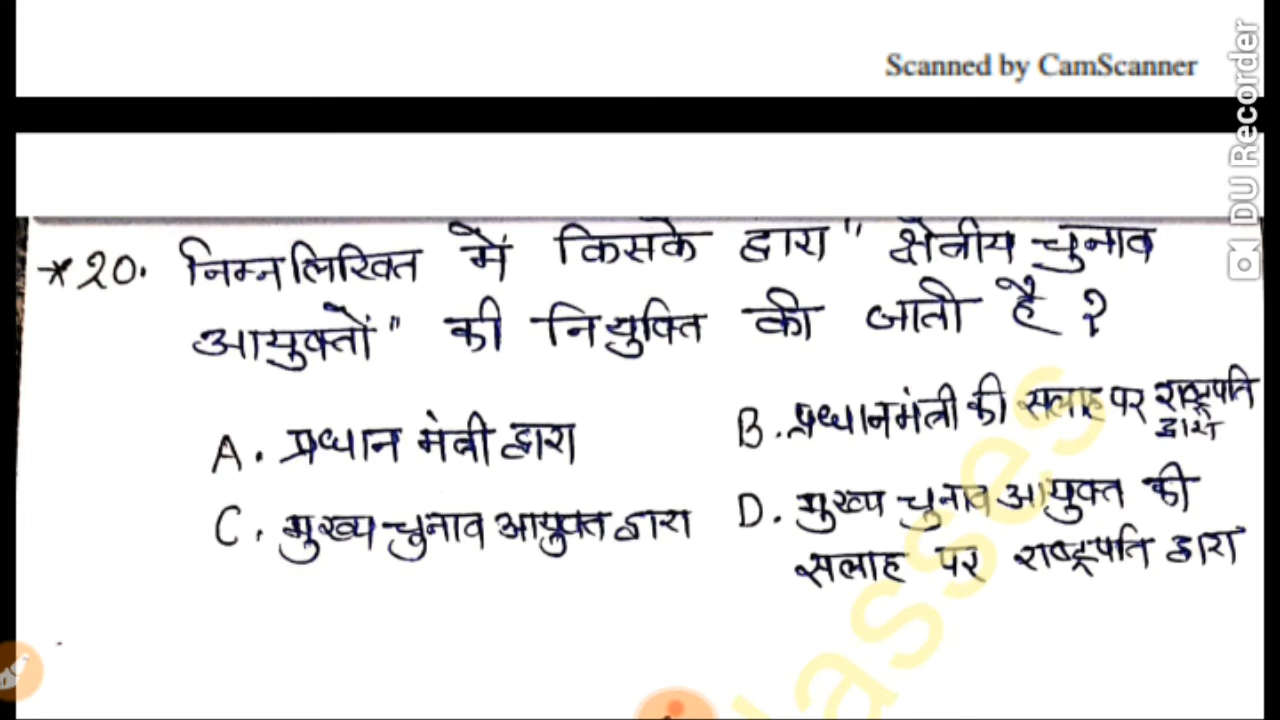 Scanned by CamScanner
DU Recorder
*20. निम्नलिखित में किसके द्वारा "क्षेत्रीय चुनाव
आयुक्तों" की नियुक्ति की जाती है ?
A. प्रधान मंत्री द्वारा
B. प्रधानमंत्री की सलाह पर राष्ट्रपति
द्वारा
C. मुख्य चुनाव आयुक्त द्वारा
D. मुख्य चुनाव आयुक्त की
सलाह पर राष्ट्रपति द्वारा
asses